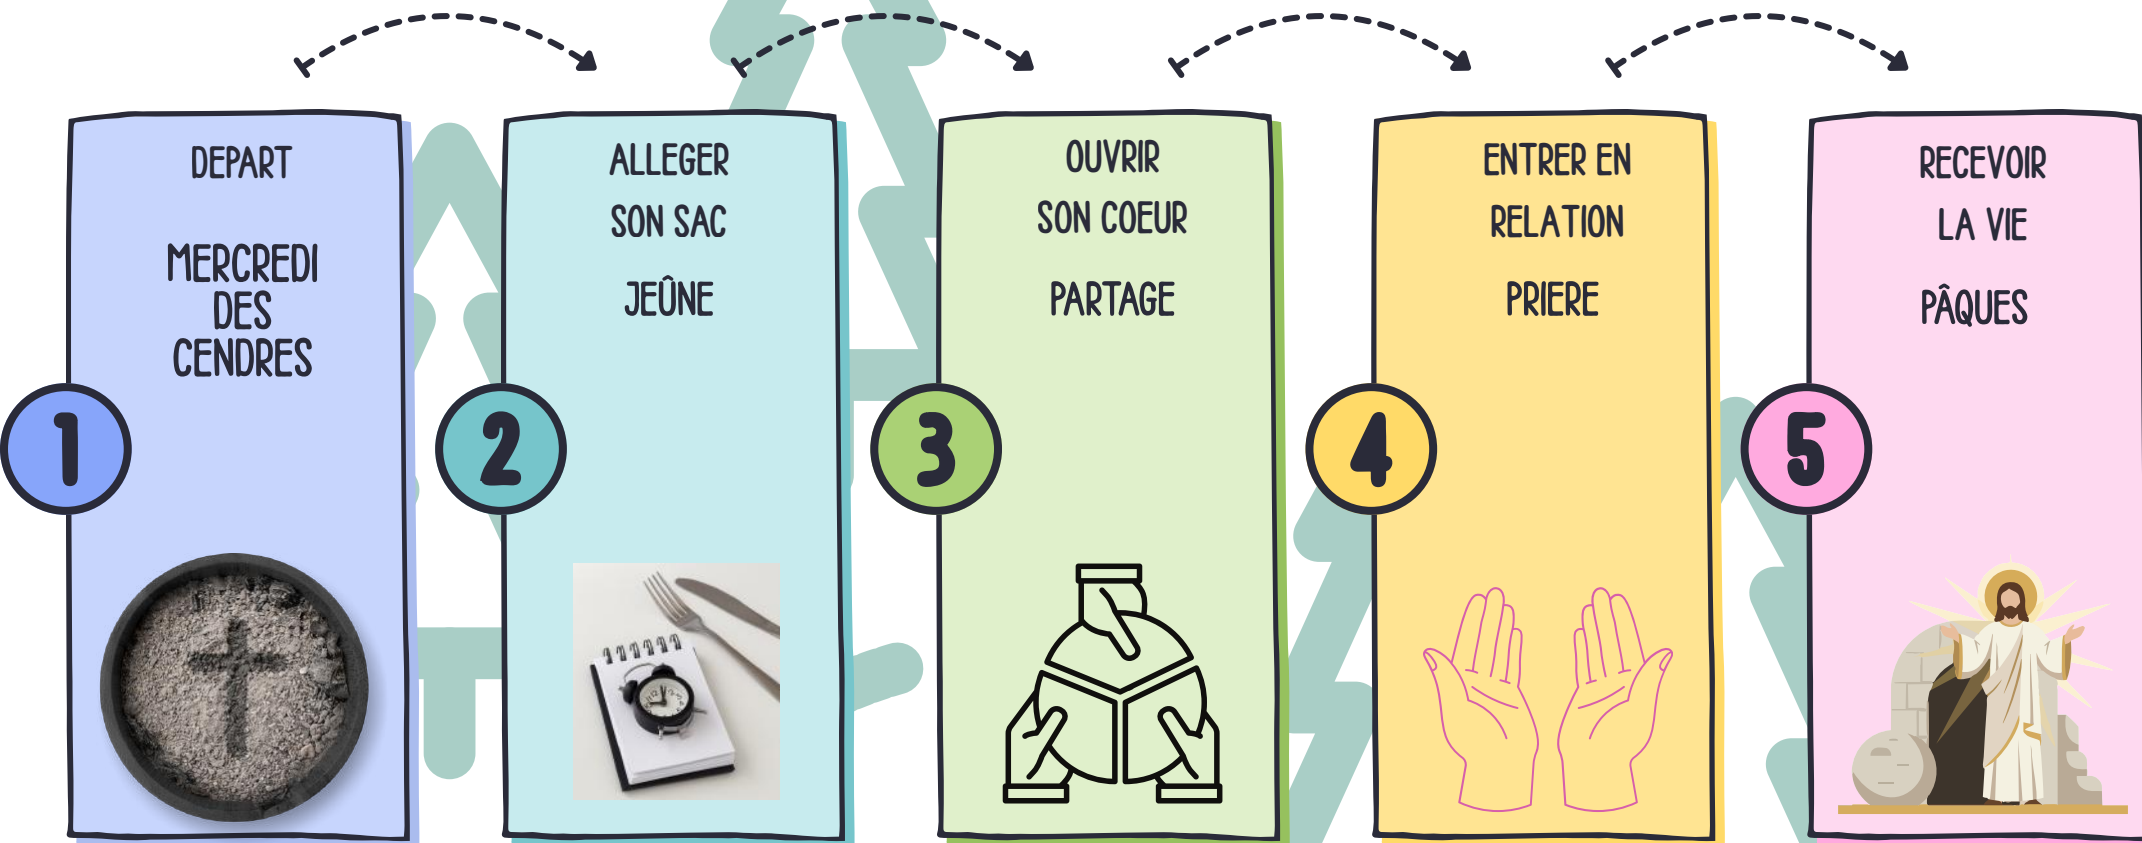 DEPART
MERCREDI
DES
CENDRES
1
ALLEGER
SON SAC
JEÛNE
2
OUVRIR
SON COEUR
PARTAGE
3
ENTRER EN
RELATION
PRIERE
4
RECEVOIR
LA VIE
PÂQUES
5